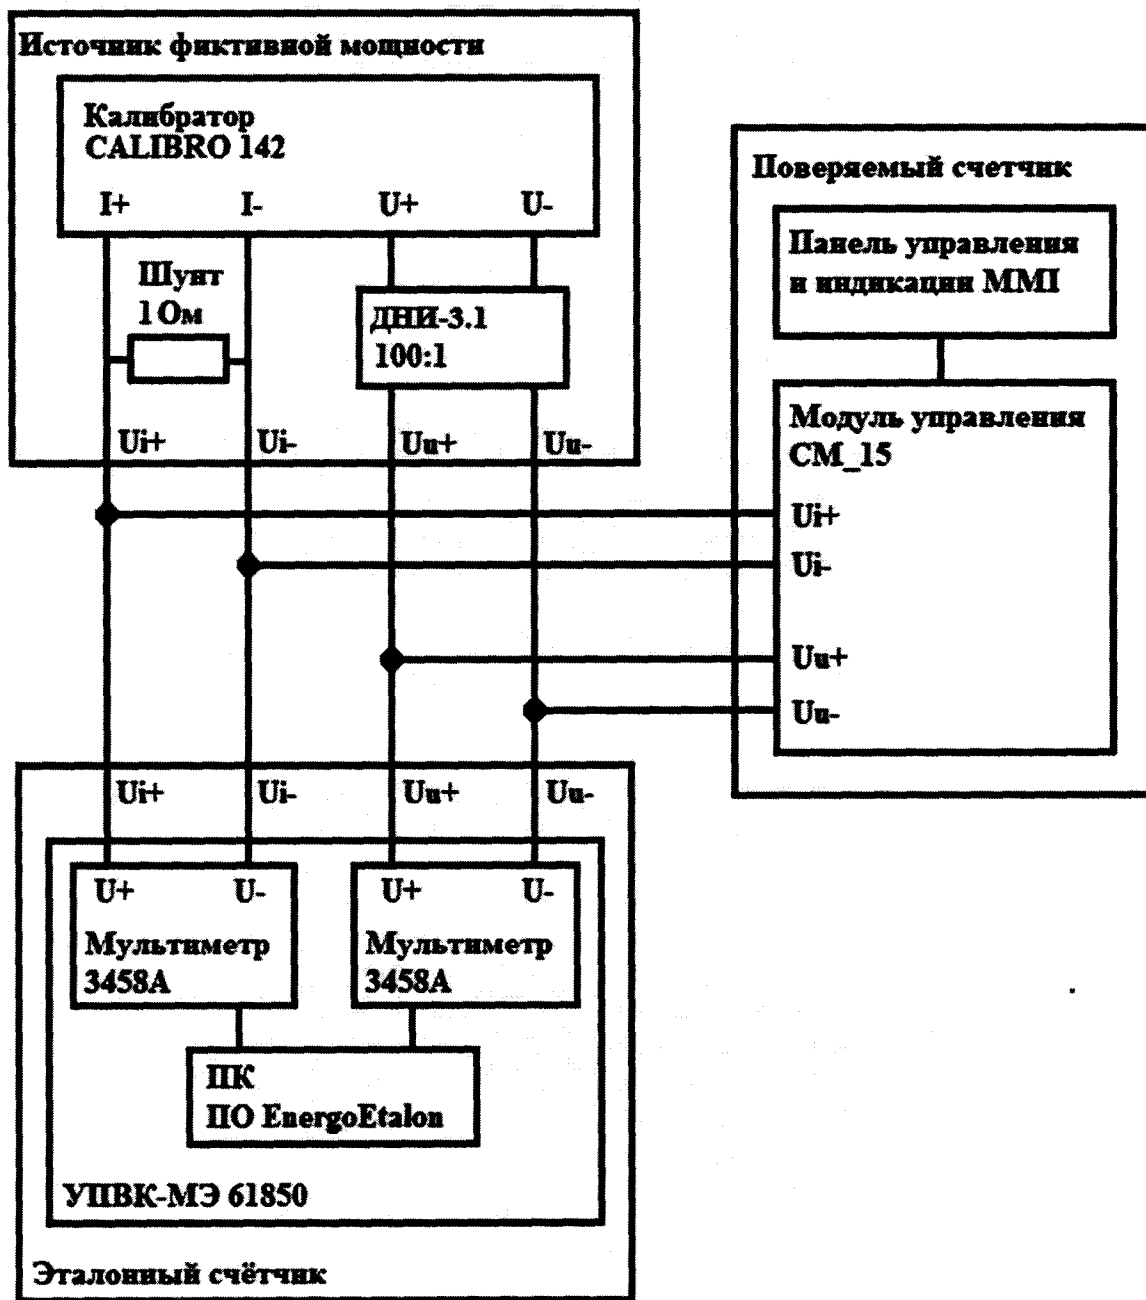 Источник фиктивной мощности
Калибратор
CALIBRO 142
I+ I- U+ U-
Шунт
1 Ом
ДНИ-3.1
100:1
Ui+ Ui- Uu+ Uu-
Поверяемый счетчик
Панель управления
и индикации MMI
Модуль управления
CM_15
Ui+
Ui-
Uu+
Uu-
Ui+ Ui- Uu+ Uu-
U+ U- U+ U-
Мультиметр
3458A
Мультиметр
3458A
ПК
ПО EnergoEtalon
УПВК-МЭ 61850
Эталонный счётчик